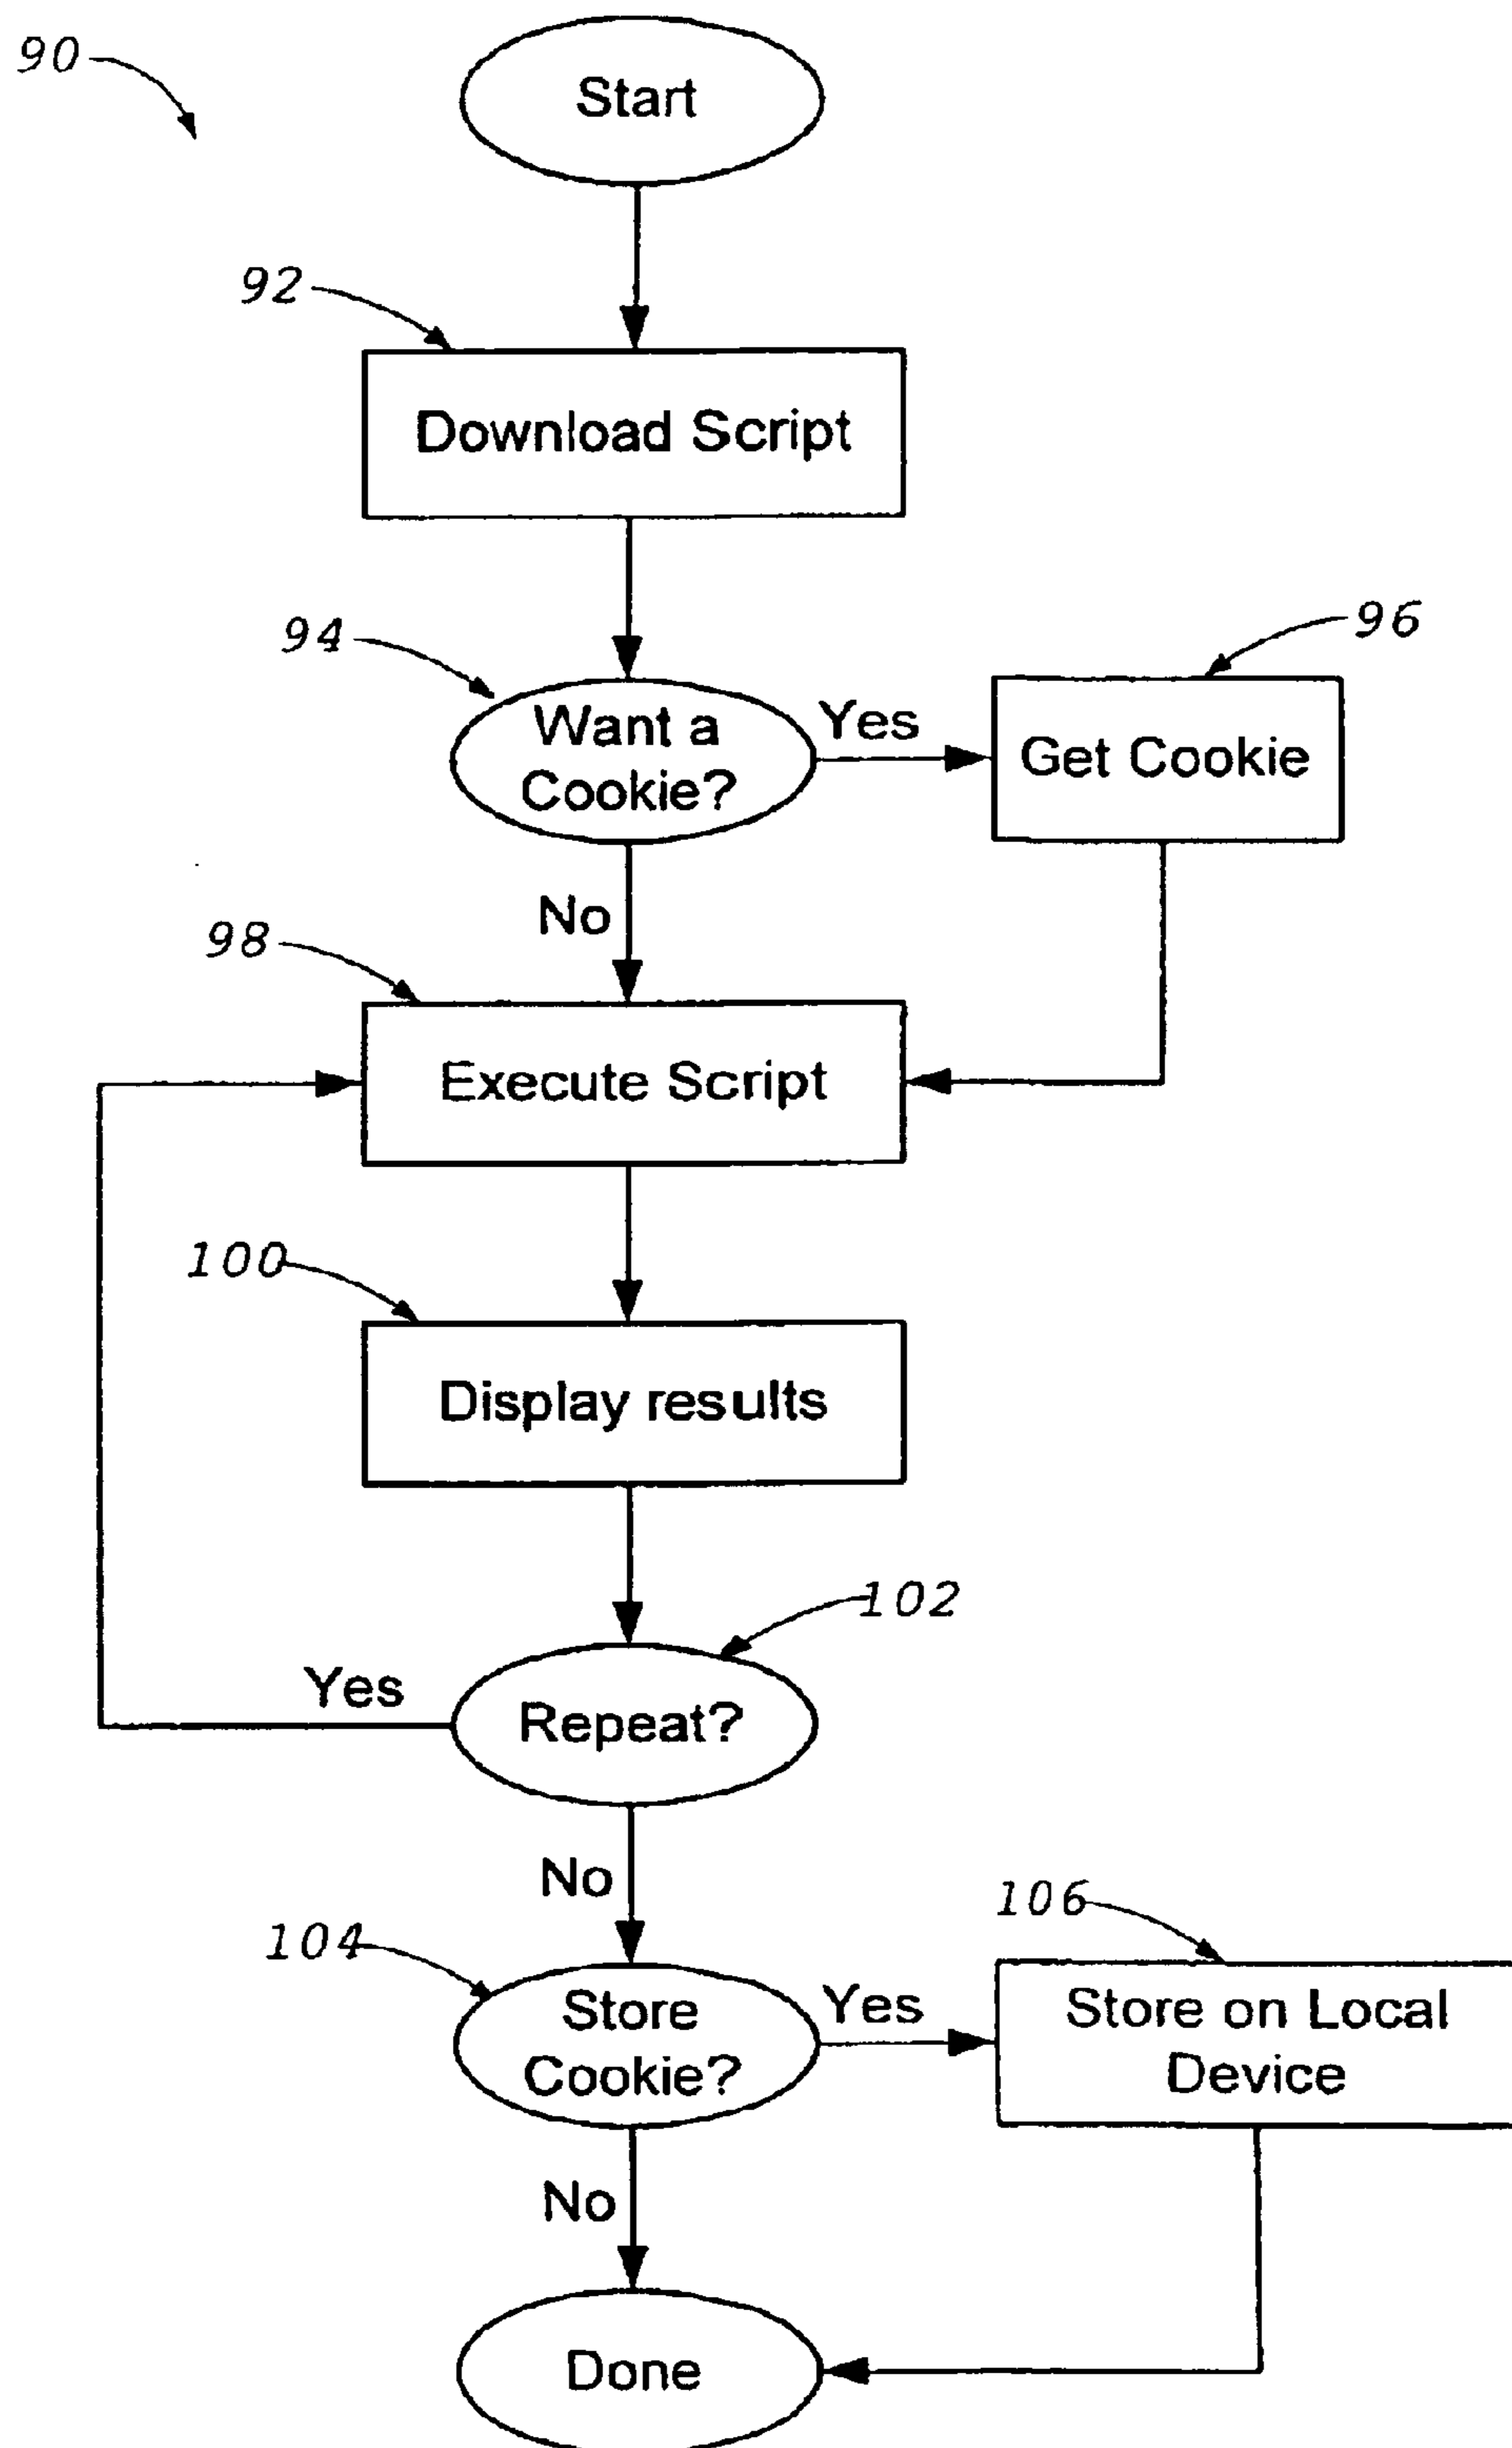 90
Start
92
Download Script
94
96
Want a
Cookie?
Yes
Get Cookie
No
98
Execute Script
100
Display results
102
Yes
Repeat?
No
104
106
Store
Cookie?
Yes
Store on Local
Device
No
Done